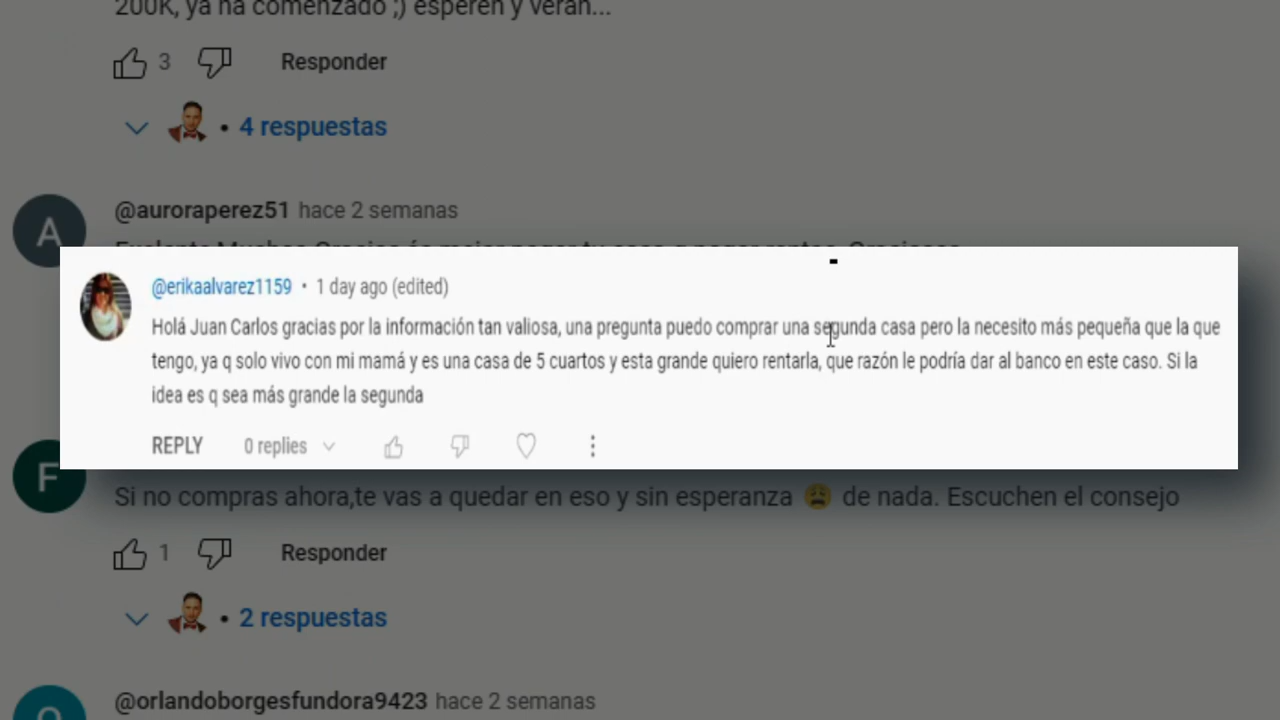 200K, ya ha comenzado ;) esperen y verán...
3 Responder
4 respuestas
@auroraperez51 hace 2 semanas
A
@erikaalvarez1159 • 1 day ago (edited)
Holá Juan Carlos gracias por la información tan valiosa, una pregunta puedo comprar una segunda casa pero la necesito más pequeña que la que
tengo, ya q solo vivo con mi mamá y es una casa de 5 cuartos y esta grande quiero rentarla, que razón le podría dar al banco en este caso. Si la
idea es q sea más grande la segunda
REPLY 0 replies
F
Si no compras ahora,te vas a quedar en eso y sin esperanza 😩 de nada. Escuchen el consejo
1 Responder
2 respuestas
@orlandoborgesfundora9423 hace 2 semanas